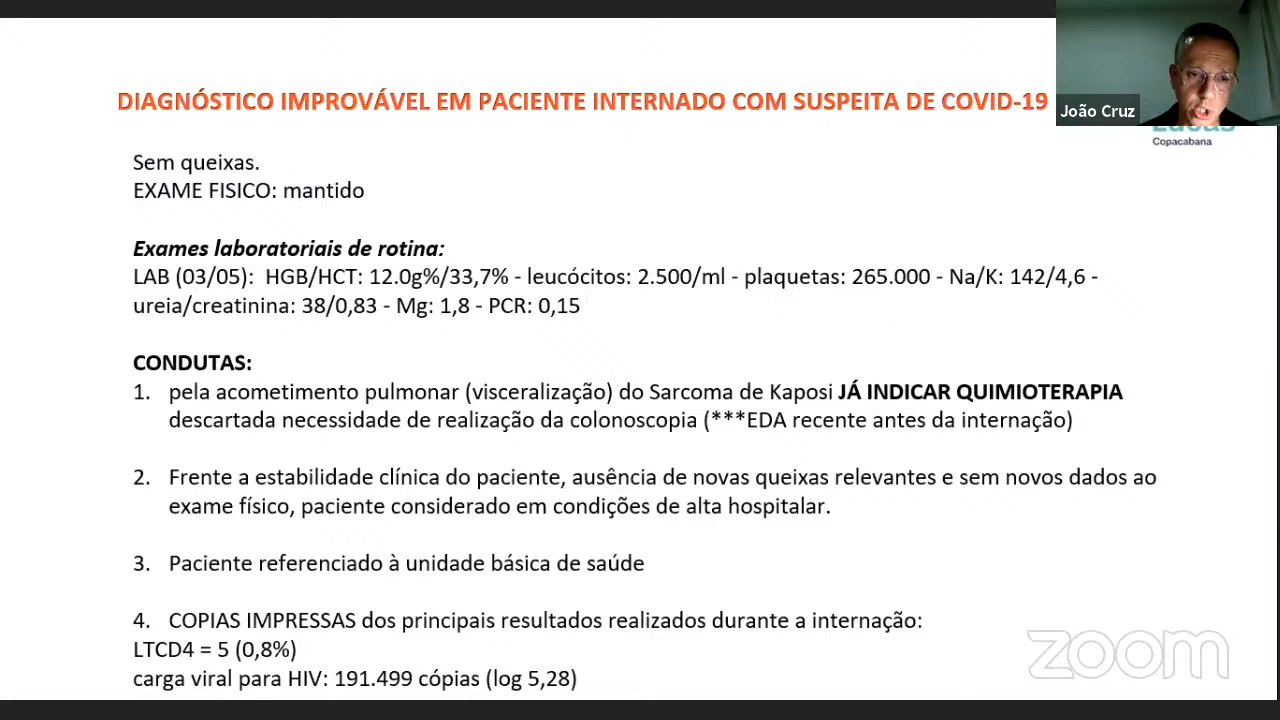 DIAGNÓSTICO IMPROVÁVEL EM PACIENTE INTERNADO COM SUSPEITA DE COVID-19
João Cruz
Copacabana
Sem queixas.
EXAME FISICO: mantido
Exames laboratoriais de rotina:
LAB (03/05): HGB/HCT: 12.0g%/33,7% - leucócitos: 2.500/ml - plaquetas: 265.000 - Na/K: 142/4,6 -
ureia/creatinina: 38/0,83 - Mg: 1,8 - PCR: 0,15
CONDUTAS:
1. pela acometimento pulmonar (visceralização) do Sarcoma de Kaposi JÁ INDICAR QUIMIOTERAPIA
descartada necessidade de realização da colonoscopia (***EDA recente antes da internação)
2. Frente a estabilidade clínica do paciente, ausência de novas queixas relevantes e sem novos dados ao
exame físico, paciente considerado em condições de alta hospitalar.
3. Paciente referenciado à unidade básica de saúde
4. COPIAS IMPRESSAS dos principais resultados realizados durante a internação:
LTCD4 = 5 (0,8%)
carga viral para HIV: 191.499 cópias (log 5,28)
zoom